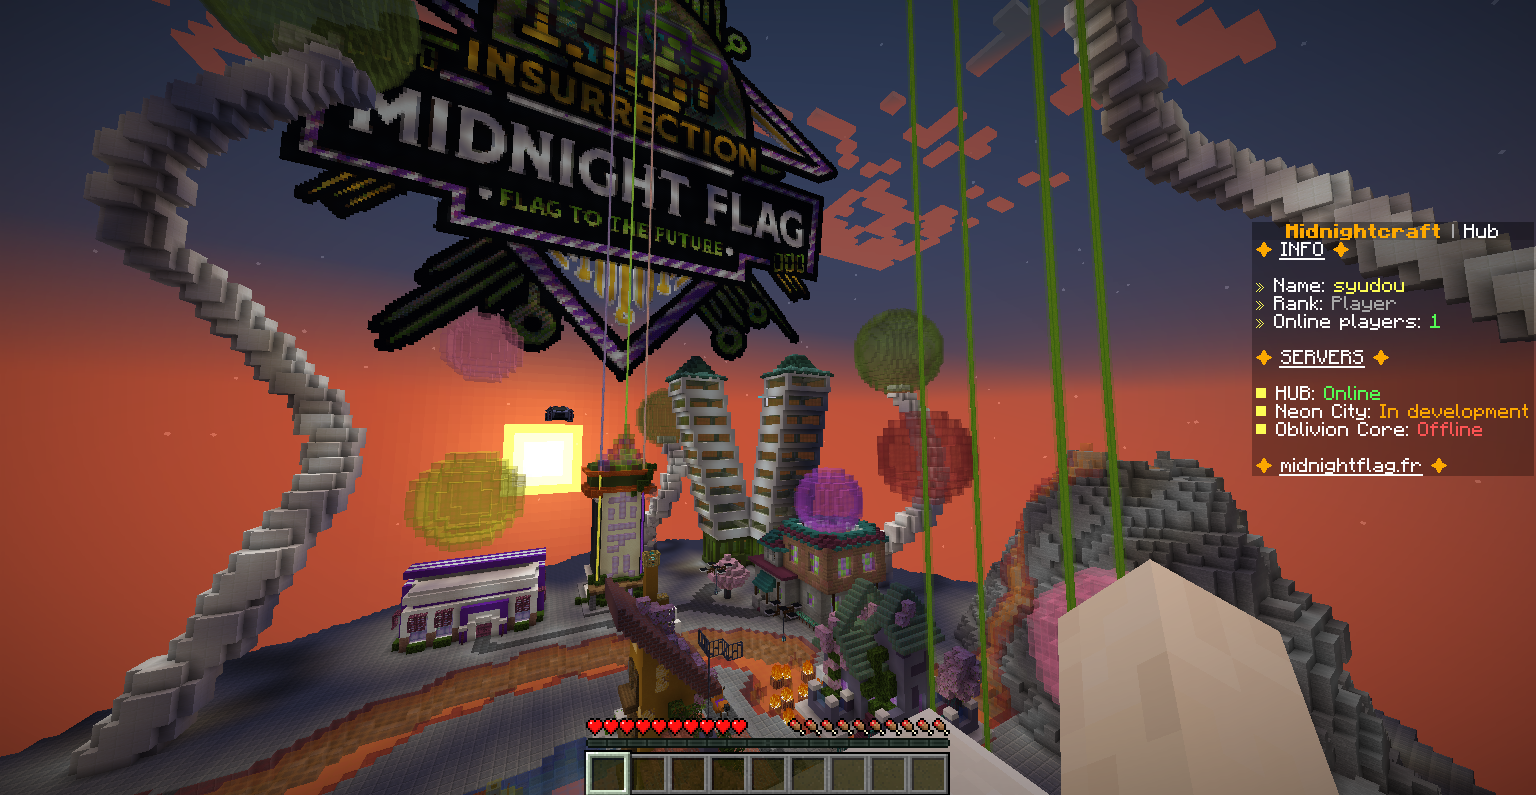 INSURRECTION
MIDNIGHT FLAG
• FLAG TO THE FUTURE •
Midnightcraft | Hub
INFO
» Name: syudou
» Rank: Player
» Online players: 1
SERVERS
HUB: Online
Neon City: In development
Oblivion Core: Offline
midnightflag.fr